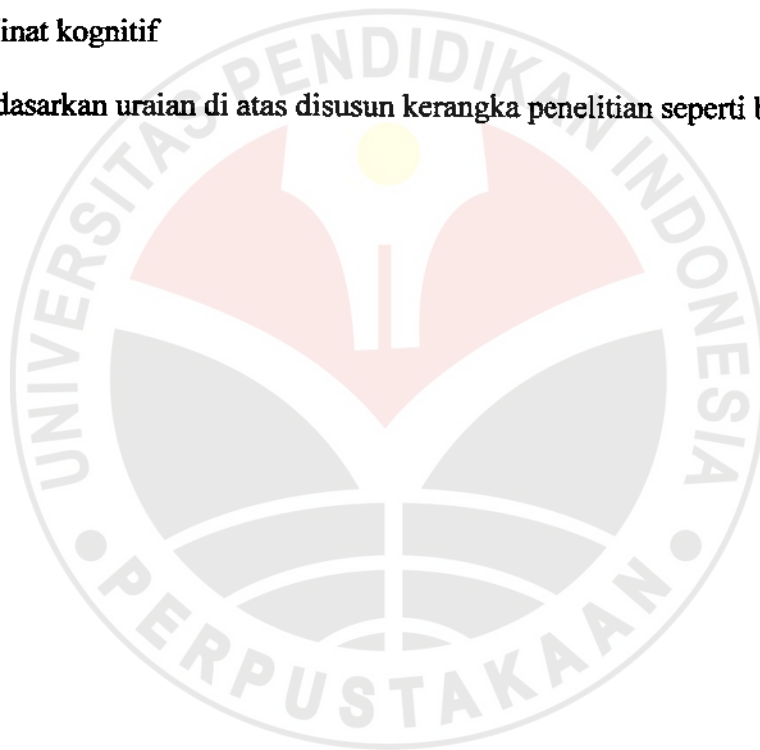 inat kognitif
dasarkan uraian di atas disusun kerangka penelitian seperti b
UNIVERSITAS PENDIDIKAN INDONESIA
PERPUSTAKAAN